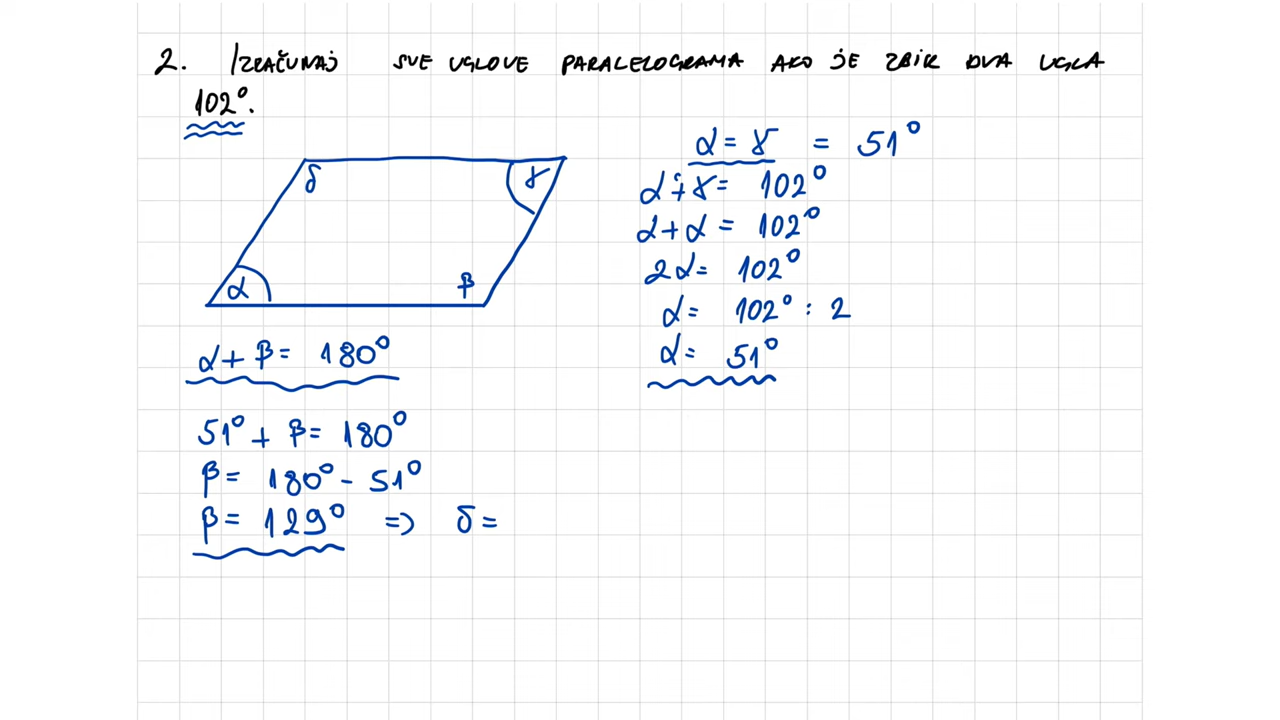 2. IZRAČUNAJ SVE UGLOVE PARALELOGRAMA AKO JE ZBIR DVA UGLA
102°.
δ
γ
α
β
α + β = 180°
51° + β = 180°
β = 180° - 51°
β = 129° => δ =
α = γ = 51°
α + γ = 102°
α + α = 102°
2α = 102°
α = 102° : 2
α = 51°